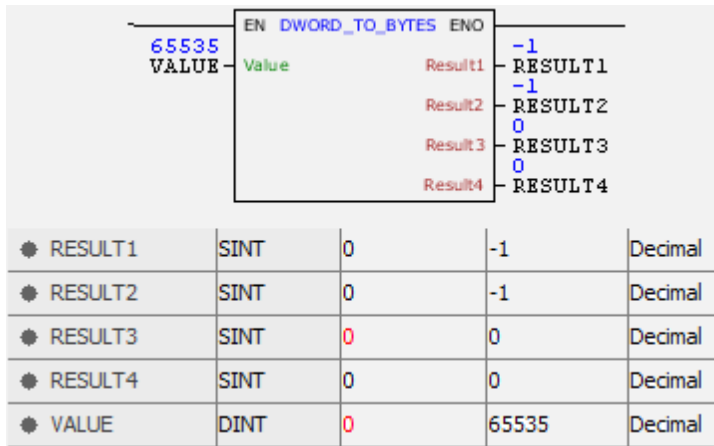 EN DWORD_TO_BYTES ENO
65535 -1
VALUE Value Result1 RESULT1
-1
Result2 RESULT2
0
Result3 RESULT3
0
Result4 RESULT4
RESULT1 SINT 0 -1 Decimal
RESULT2 SINT 0 -1 Decimal
RESULT3 SINT 0 0 Decimal
RESULT4 SINT 0 0 Decimal
VALUE DINT 0 65535 Decimal